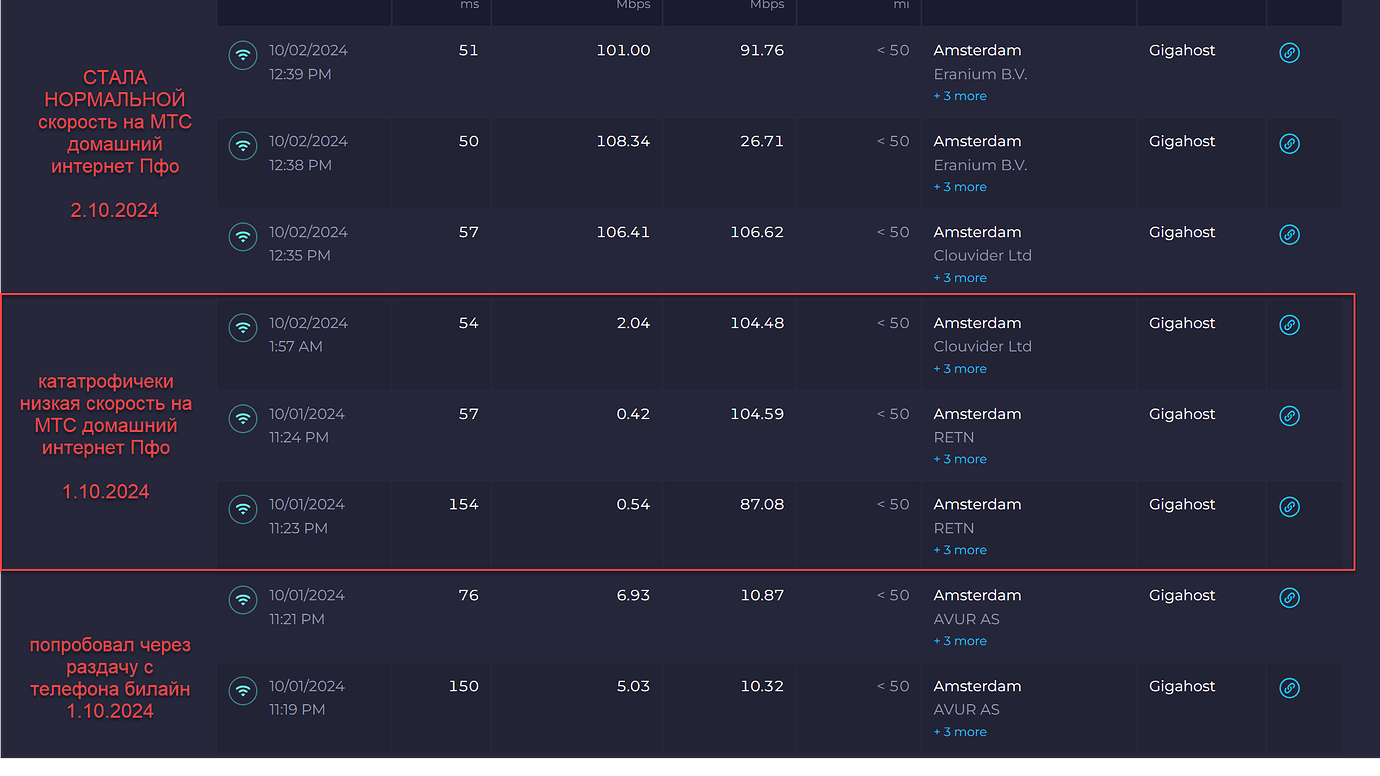 ms Mbps Mbps mi
СТАЛА
НОРМАЛЬНОЙ
скорость на МТС
домашний
интернет Пфо
2.10.2024
10/02/2024 51 101.00 91.76 < 50 Amsterdam Gigahost
12:39 PM Eranium B.V.
+ 3 more
10/02/2024 50 108.34 26.71 < 50 Amsterdam Gigahost
12:38 PM Eranium B.V.
+ 3 more
10/02/2024 57 106.41 106.62 < 50 Amsterdam Gigahost
12:35 PM Clouvider Ltd
+ 3 more
кататрофичеки
низкая скорость на
МТС домашний
интернет Пфо
1.10.2024
10/02/2024 54 2.04 104.48 < 50 Amsterdam Gigahost
1:57 AM Clouvider Ltd
+ 3 more
10/01/2024 57 0.42 104.59 < 50 Amsterdam Gigahost
11:24 PM RETN
+ 3 more
10/01/2024 154 0.54 87.08 < 50 Amsterdam Gigahost
11:23 PM RETN
+ 3 more
попробовал через
раздачу с
телефона билайн
1.10.2024
10/01/2024 76 6.93 10.87 < 50 Amsterdam Gigahost
11:21 PM AVUR AS
+ 3 more
10/01/2024 150 5.03 10.32 < 50 Amsterdam Gigahost
11:19 PM AVUR AS
+ 3 more